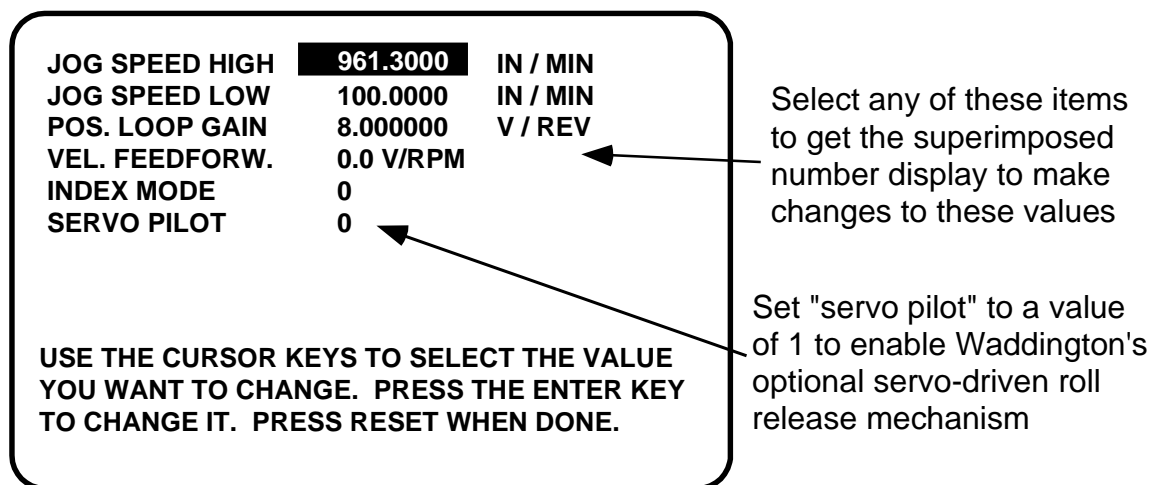 JOG SPEED HIGH 961.3000 IN / MIN
JOG SPEED LOW 100.0000 IN / MIN
POS. LOOP GAIN 8.000000 V / REV
VEL. FEEDFORW. 0.0 V/RPM
INDEX MODE 0
SERVO PILOT 0
USE THE CURSOR KEYS TO SELECT THE VALUE
YOU WANT TO CHANGE. PRESS THE ENTER KEY
TO CHANGE IT. PRESS RESET WHEN DONE.
Select any of these items
to get the superimposed
number display to make
changes to these values
Set "servo pilot" to a value
of 1 to enable Waddington's
optional servo-driven roll
release mechanism